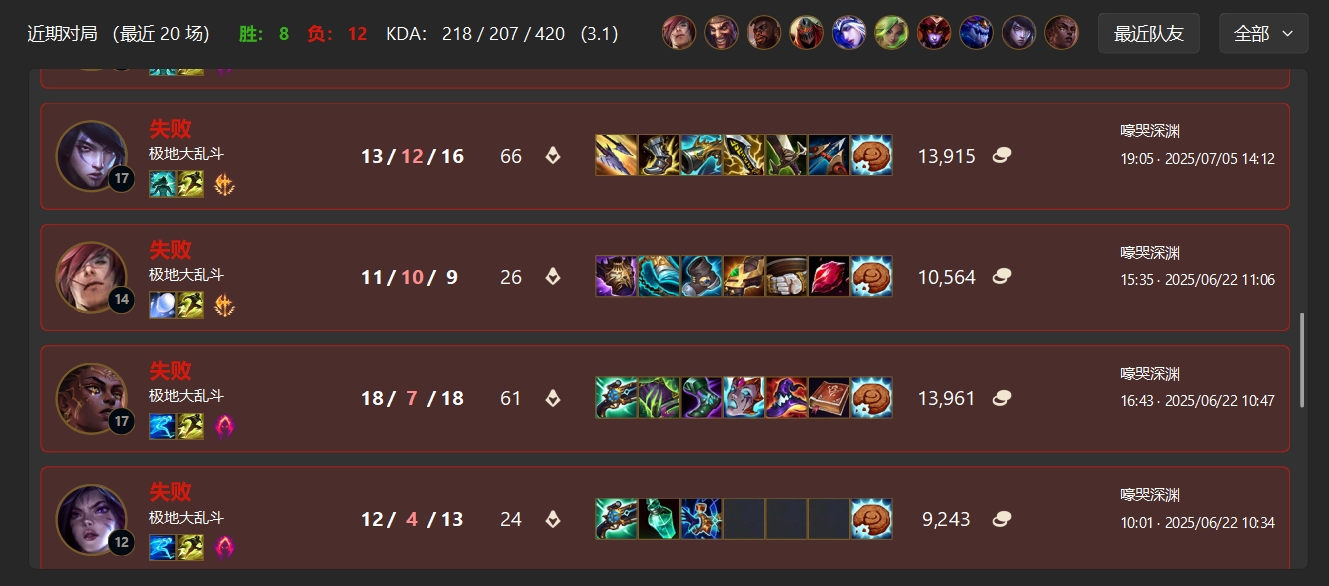 近期对局 (最近 20 场) 胜: 8 负: 12 KDA: 218 / 207 / 420 (3.1) 最近队友 全部
失败
极地大乱斗
17
13 / 12 / 16 66 13,915
嚎哭深渊
19:05 · 2025/07/05 14:12
失败
极地大乱斗
14
11 / 10 / 9 26 10,564
嚎哭深渊
15:35 · 2025/06/22 11:06
失败
极地大乱斗
17
18 / 7 / 18 61 13,961
嚎哭深渊
16:43 · 2025/06/22 10:47
失败
极地大乱斗
12
12 / 4 / 13 24 9,243
嚎哭深渊
10:01 · 2025/06/22 10:34